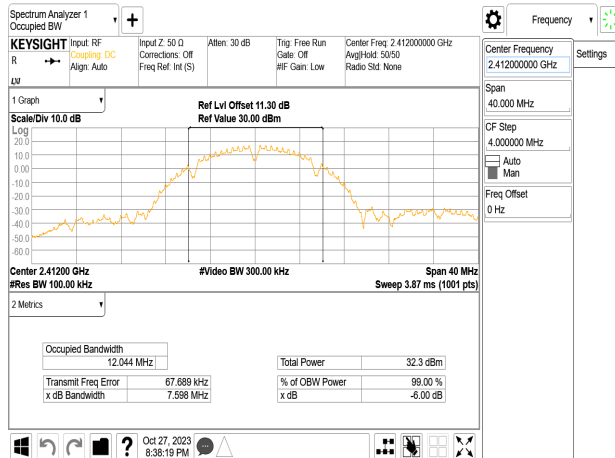 Spectrum Analyzer 1
Occupied BW
Frequency
KEYSIGHT
R
LXI
Input: RF
Coupling: DC
Align: Auto
Input Z: 50 Ω
Corrections: Off
Freq Ref: Int (S)
Atten: 30 dB
Trig: Free Run
Gate: Off
#IF Gain: Low
Center Freq: 2.412000000 GHz
Avg|Hold: 50/50
Radio Std: None
Center Frequency
2.412000000 GHz
Settings
Span
40.000 MHz
CF Step
4.000000 MHz
Auto
Man
Freq Offset
0 Hz
1 Graph
Scale/Div 10.0 dB
Ref Lvl Offset 11.30 dB
Ref Value 30.00 dBm
Log
20.0
10.0
0.00
-10.0
-20.0
-30.0
-40.0
-50.0
-60.0
Center 2.41200 GHz
#Video BW 300.00 kHz
Span 40 MHz
#Res BW 100.00 kHz
Sweep 3.87 ms (1001 pts)
2 Metrics
Occupied Bandwidth
12.044 MHz
Total Power 32.3 dBm
Transmit Freq Error 67.689 kHz
% of OBW Power 99.00 %
x dB Bandwidth 7.598 MHz
x dB -6.00 dB
?
Oct 27, 2023
8:38:19 PM